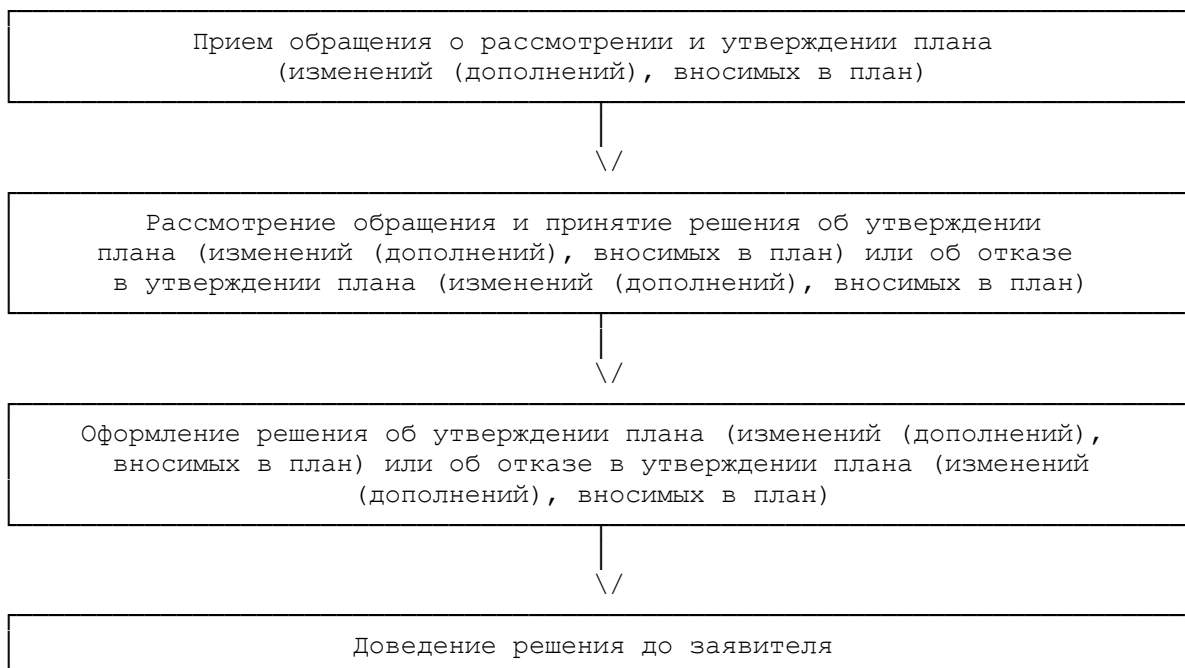 Прием обращения о рассмотрении и утверждении плана
(изменений (дополнений), вносимых в план)
\/
Рассмотрение обращения и принятие решения об утверждении
плана (изменений (дополнений), вносимых в план) или об отказе
в утверждении плана (изменений (дополнений), вносимых в план)
\/
Оформление решения об утверждении плана (изменений (дополнений),
вносимых в план) или об отказе в утверждении плана (изменений
(дополнений), вносимых в план)
\/
Доведение решения до заявителя